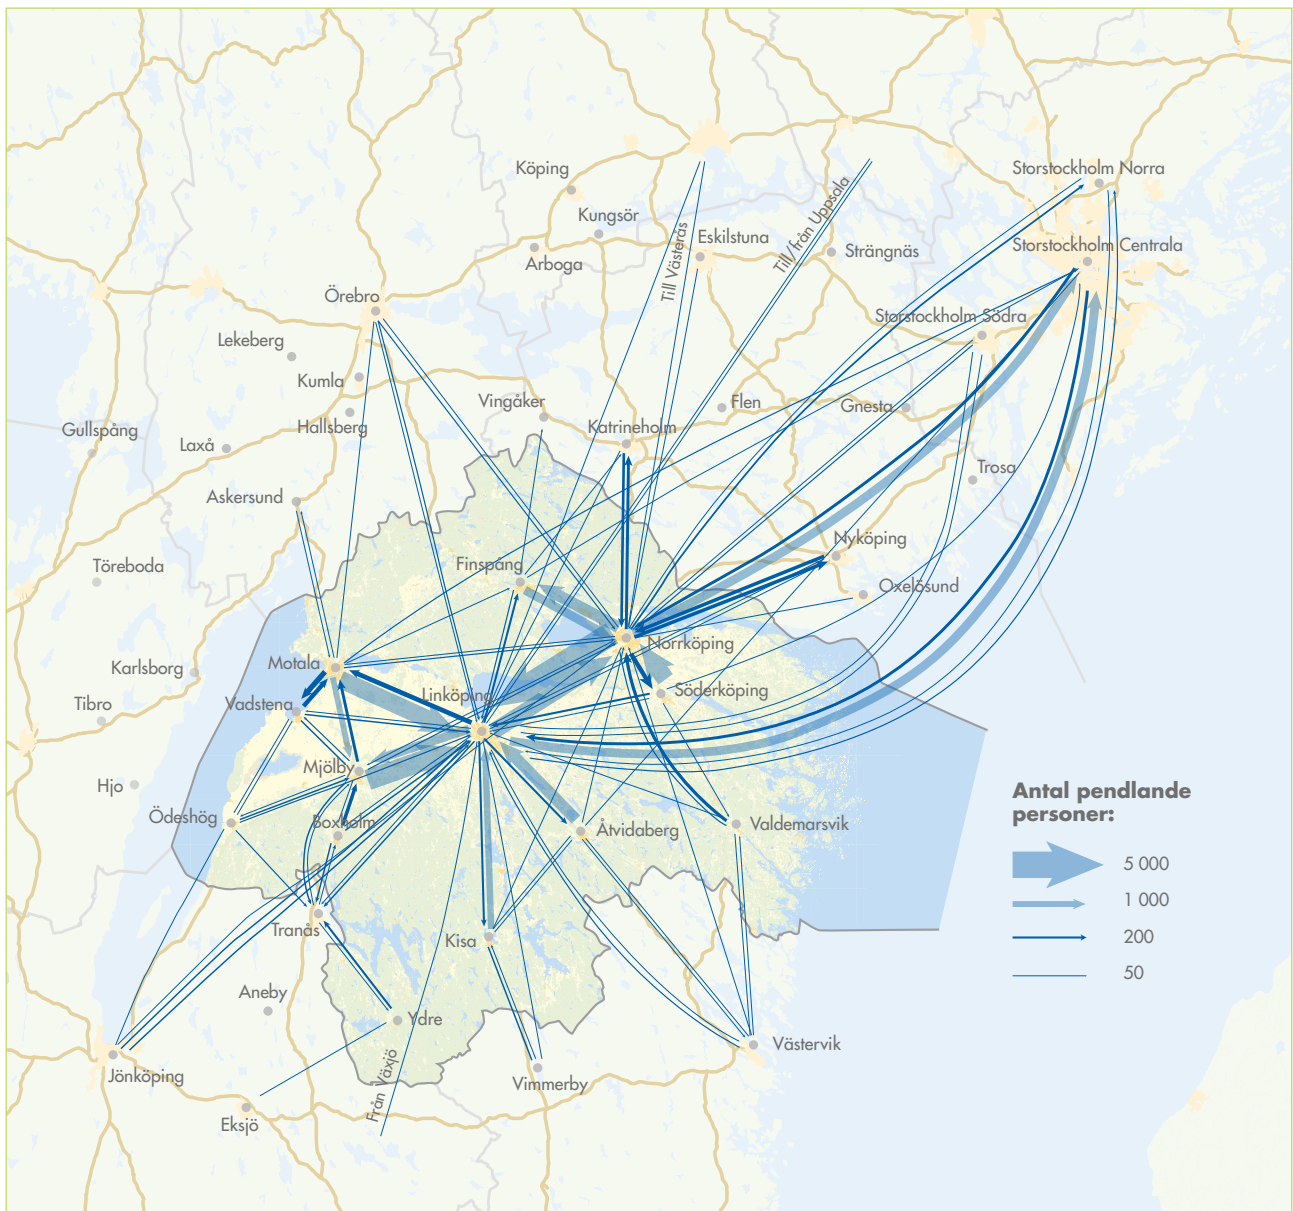 Storstockholm Norra
Köping
Kungsör
Till/från Uppsala
Till Västerås
Eskilstuna
Strängnäs
Storstockholm Centrala
Arboga
Örebro
Storstockholm Södra
Lekeberg
Kumla
Vingåker
Flen
Gnesta
Hallsberg
Katrineholm
Gullspång
Laxå
Trosa
Askersund
Nyköping
Töreboda
Finspång
Oxelösund
Norrköping
Karlsborg
Motala
Linköping
Söderköping
Tibro
Vadstena
Mjölby
Hjo
Ödeshög
Boxholm
Åtvidaberg
Valdemarsvik
Antal pendlande
personer:
5 000
1 000
200
50
Tranås
Kisa
Aneby
Ydre
Västervik
Från Växjö
Jönköping
Vimmerby
Eksjö